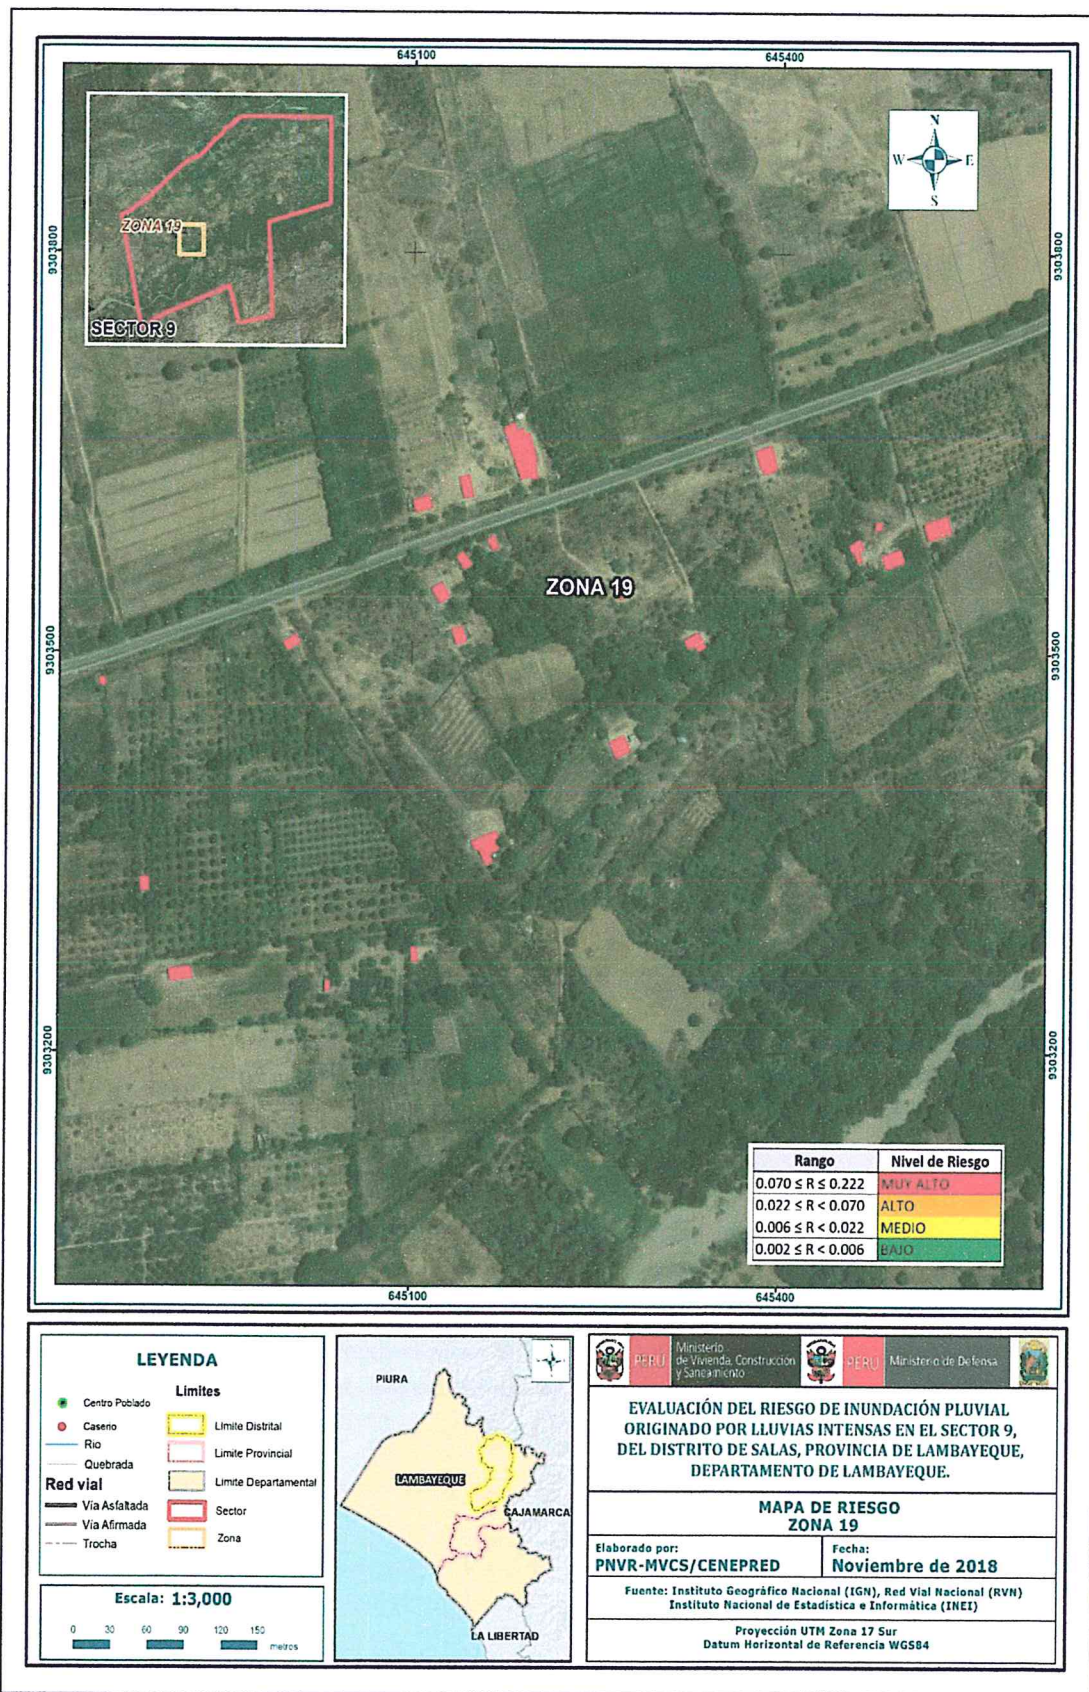 645100
645400
N
W E
S
ZONA 19
SECTOR 9
9303800
9303800
ZONA 19
9303500
9303500
9303200
9303200
Rango Nivel de Riesgo
0.070 ≤ R ≤ 0.222 MUY ALTO
0.022 ≤ R < 0.070 ALTO
0.006 ≤ R < 0.022 MEDIO
0.002 ≤ R < 0.006 BAJO
645100
645400
LEYENDA
Centro Poblado
Caserio
Rio
Quebrada
Red vial
Vía Asfaltada
Vía Afirmada
Trocha
Limites
Limite Distrital
Limite Provincial
Limite Departamental
Sector
Zona
Escala: 1:3,000
0 30 60 90 120 150
metros
PIURA
LAMBAYEQUE
CAJAMARCA
LA LIBERTAD
PERÚ
Ministerio
de Vivienda, Construcción
y Saneamiento
PERÚ
Ministerio de Defensa
EVALUACIÓN DEL RIESGO DE INUNDACIÓN PLUVIAL
ORIGINADO POR LLUVIAS INTENSAS EN EL SECTOR 9,
DEL DISTRITO DE SALAS, PROVINCIA DE LAMBAYEQUE,
DEPARTAMENTO DE LAMBAYEQUE.
MAPA DE RIESGO
ZONA 19
Elaborado por:
PNVR-MVCS/CENEPRED
Fecha:
Noviembre de 2018
Fuente: Instituto Geográfico Nacional (IGN), Red Vial Nacional (RVN)
Instituto Nacional de Estadística e Informática (INEI)
Proyección UTM Zona 17 Sur
Datum Horizontal de Referencia WGS84